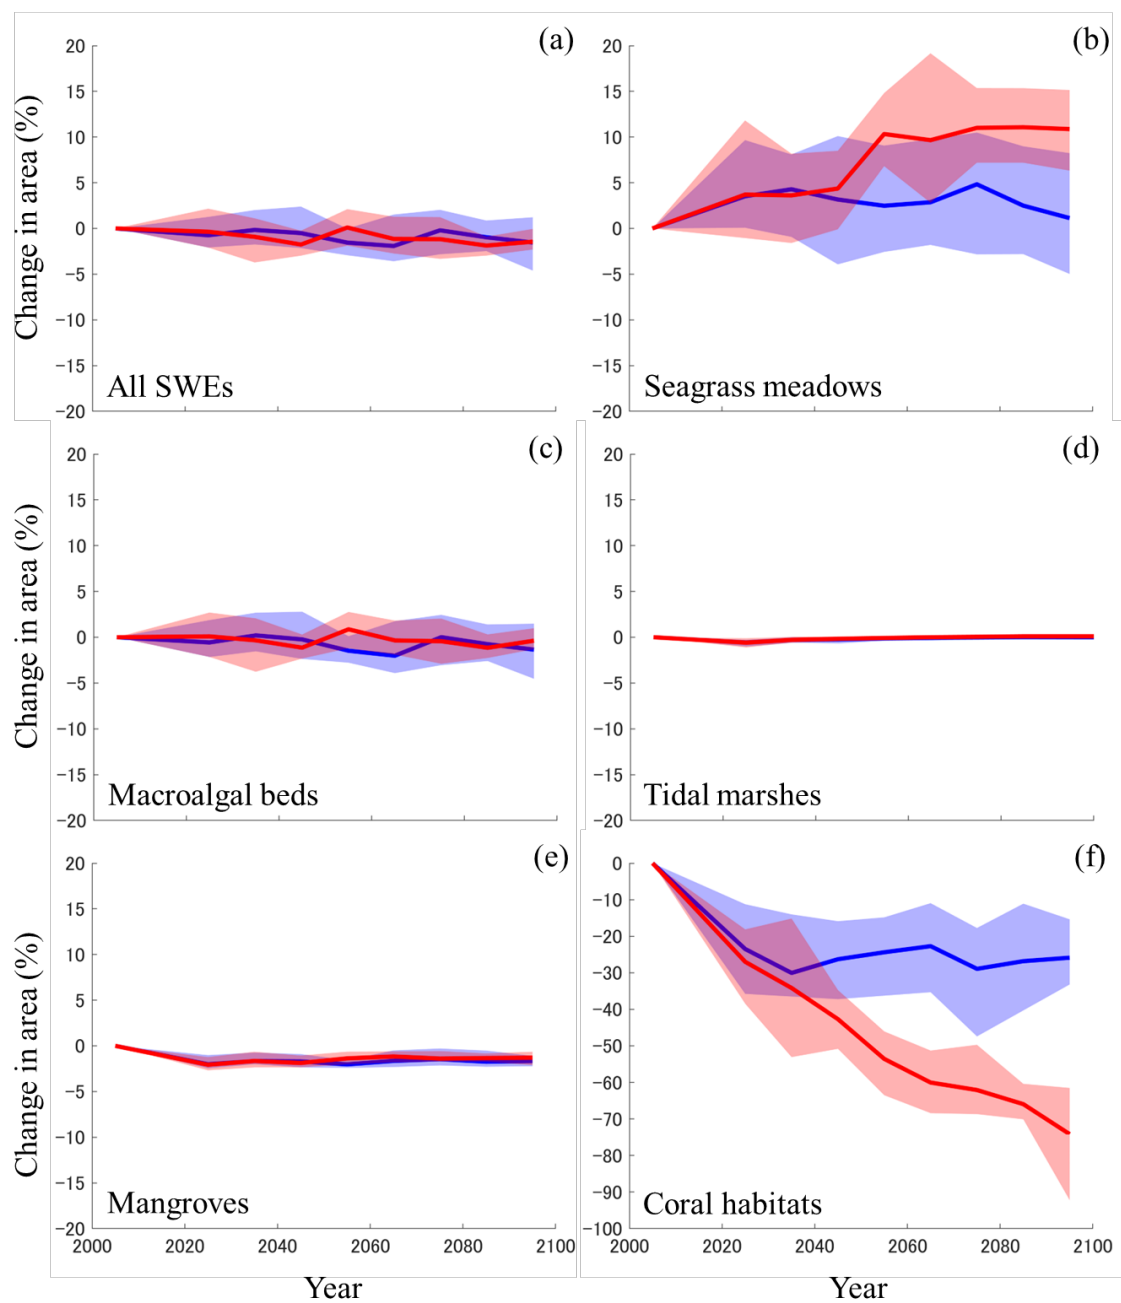 (a)
20
15
10
5
0
−5
−10
−15
−20
Change in area (%)
All SWEs
(b)
20
15
10
5
0
−5
−10
−15
−20
Seagrass meadows
(c)
20
15
10
5
0
−5
−10
−15
−20
Change in area (%)
Macroalgal beds
(d)
20
15
10
5
0
−5
−10
−15
−20
Tidal marshes
(e)
20
15
10
5
0
−5
−10
−15
−20
Change in area (%)
Mangroves
2000 2020 2040 2060 2080 2100
Year
(f)
0
−10
−20
−30
−40
−50
−60
−70
−80
−90
−100
Coral habitats
2000 2020 2040 2060 2080 2100
Year